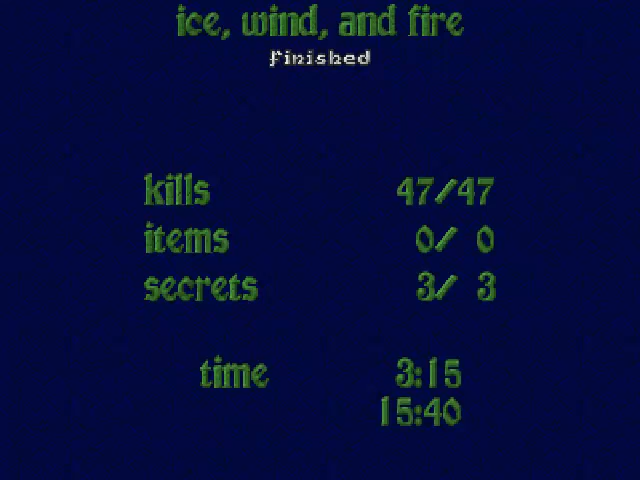 ice, wind, and fire
finished
kills 47/47
items 0/ 0
secrets 3/ 3
time 3:15
15:40